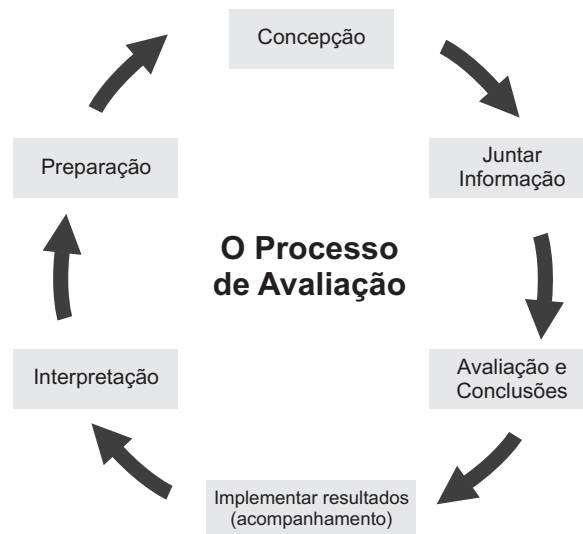 Concepção
Juntar
Informação
Preparação
O Processo
de Avaliação
Avaliação e
Conclusões
Interpretação
Implementar resultados
(acompanhamento)